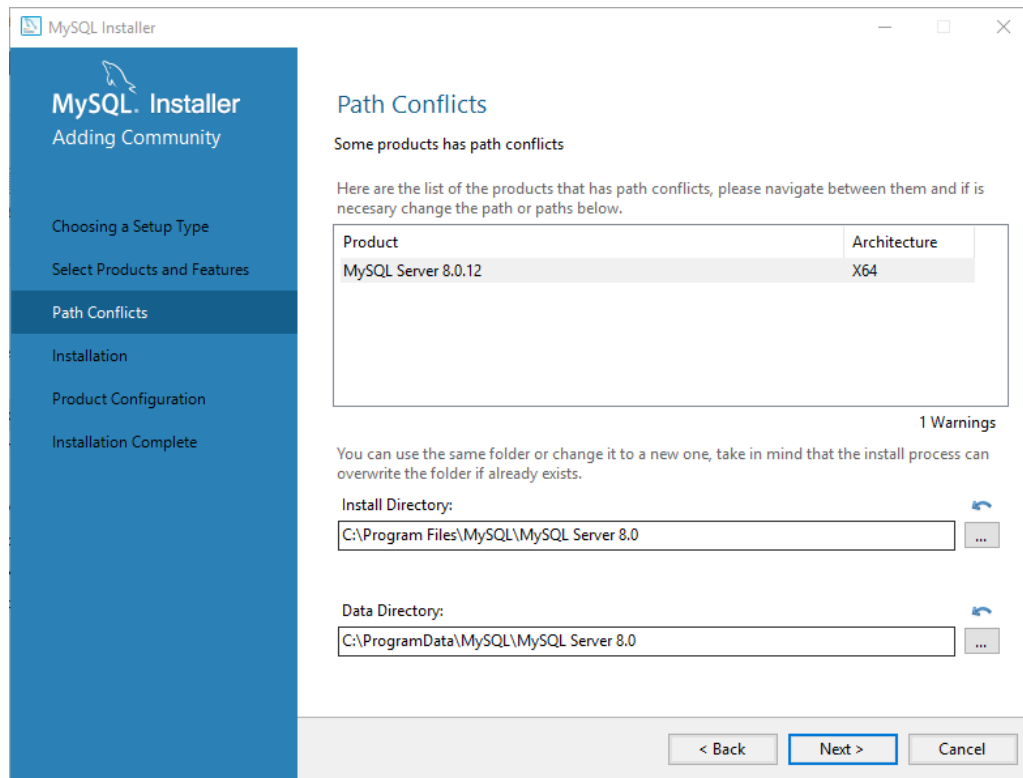 MySQL Installer
MySQL. Installer
Adding Community
Choosing a Setup Type
Select Products and Features
Path Conflicts
Installation
Product Configuration
Installation Complete
Path Conflicts
Some products has path conflicts
Here are the list of the products that has path conflicts, please navigate between them and if is
necesary change the path or paths below.
Product Architecture
MySQL Server 8.0.12 X64
1 Warnings
You can use the same folder or change it to a new one, take in mind that the install process can
overwrite the folder if already exists.
Install Directory:
C:\Program Files\MySQL\MySQL Server 8.0
...
Data Directory:
C:\ProgramData\MySQL\MySQL Server 8.0
...
< Back Next > Cancel